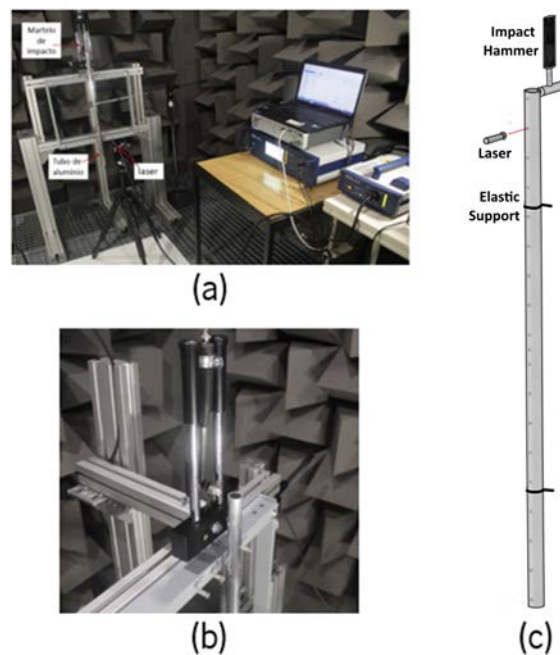 Martelo
de
impacto
Tubo de
alumínio
laser
(a)
(b)
Impact
Hammer
Laser
Elastic
Support
(c)